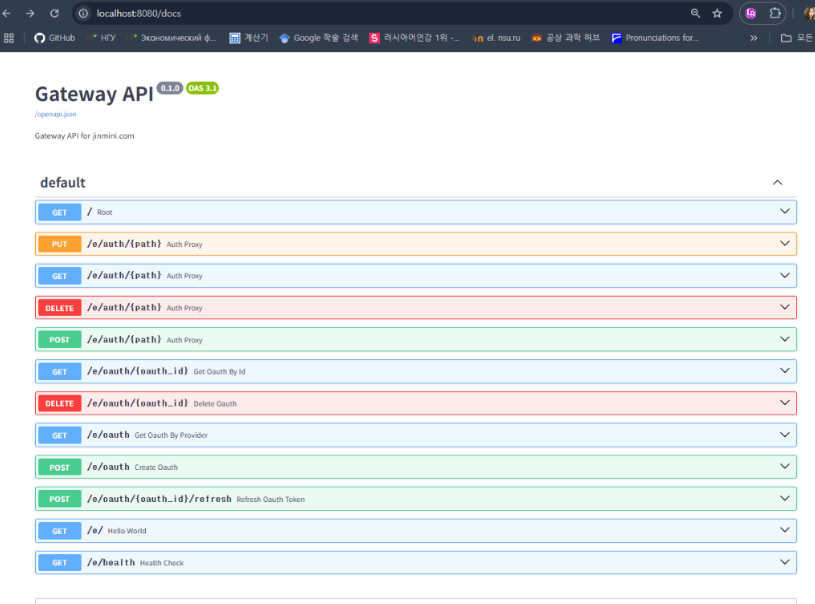 localhost:8080/docs
GitHub НГУ Экономический ф... 계산기 Google 학술 검색 러시아어인강 1위 -... el. nsu.ru 공상 과학 허브 Pronunciations for... » 모든
Gateway API 0.1.0 OAS 3.1
/openapi.json
Gateway API for jinmini.com
default
GET / Root
PUT /e/auth/{path} Auth Proxy
GET /e/auth/{path} Auth Proxy
DELETE /e/auth/{path} Auth Proxy
POST /e/auth/{path} Auth Proxy
GET /e/oauth/{oauth_id} Get Oauth By Id
DELETE /e/oauth/{oauth_id} Delete Oauth
GET /e/oauth Get Oauth By Provider
POST /e/oauth Create Oauth
POST /e/oauth/{oauth_id}/refresh Refresh Oauth Token
GET /e/ Hello World
GET /e/health Health Check